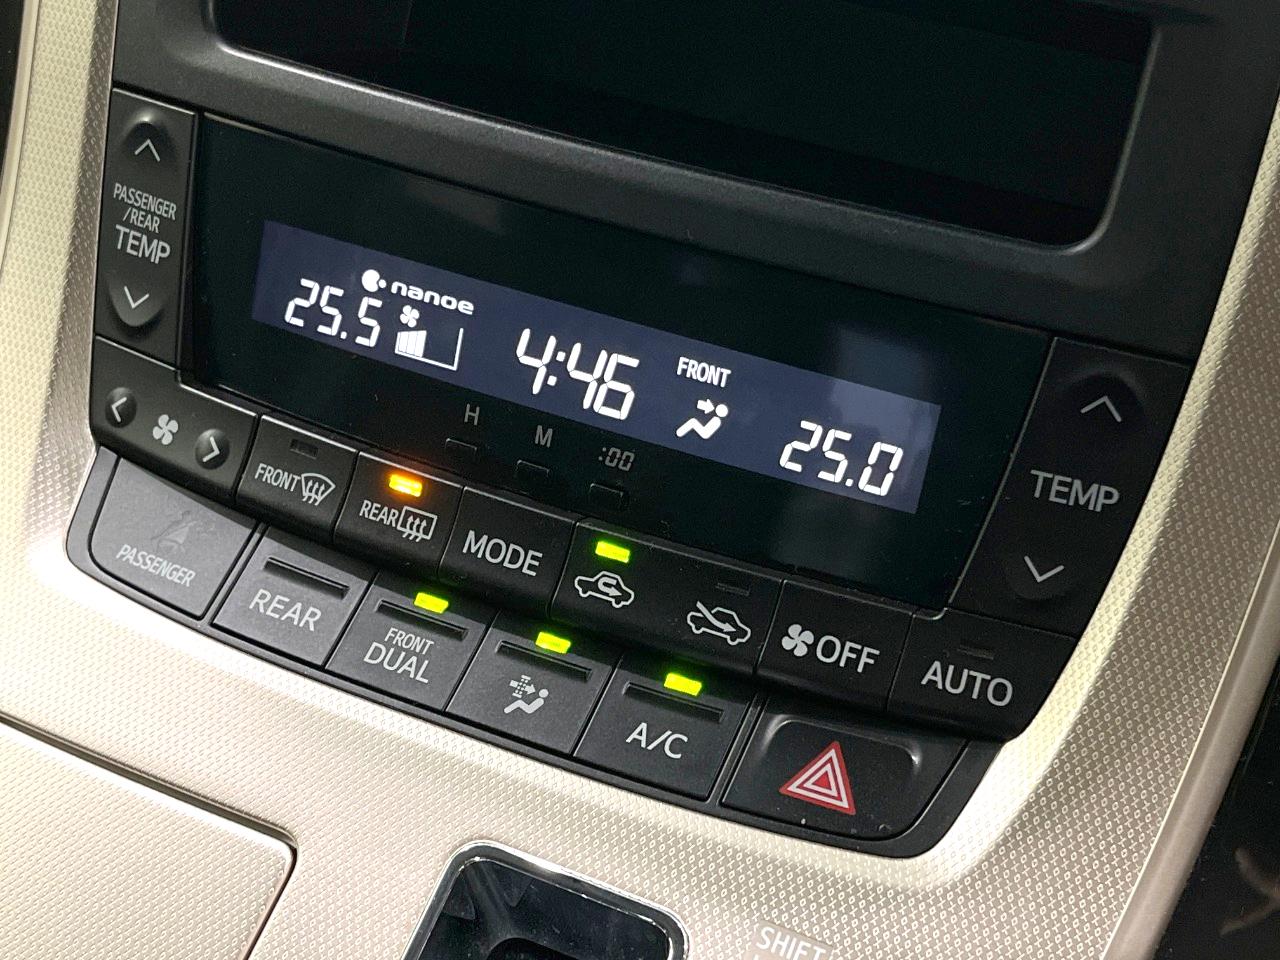 PASSENGER
/REAR
TEMP
nanoe
25.5
4:46
FRONT
25.0
H
M
:00
TEMP
FRONT
REAR
MODE
OFF
AUTO
PASSENGER
REAR
FRONT
DUAL
A/C
SHIFT